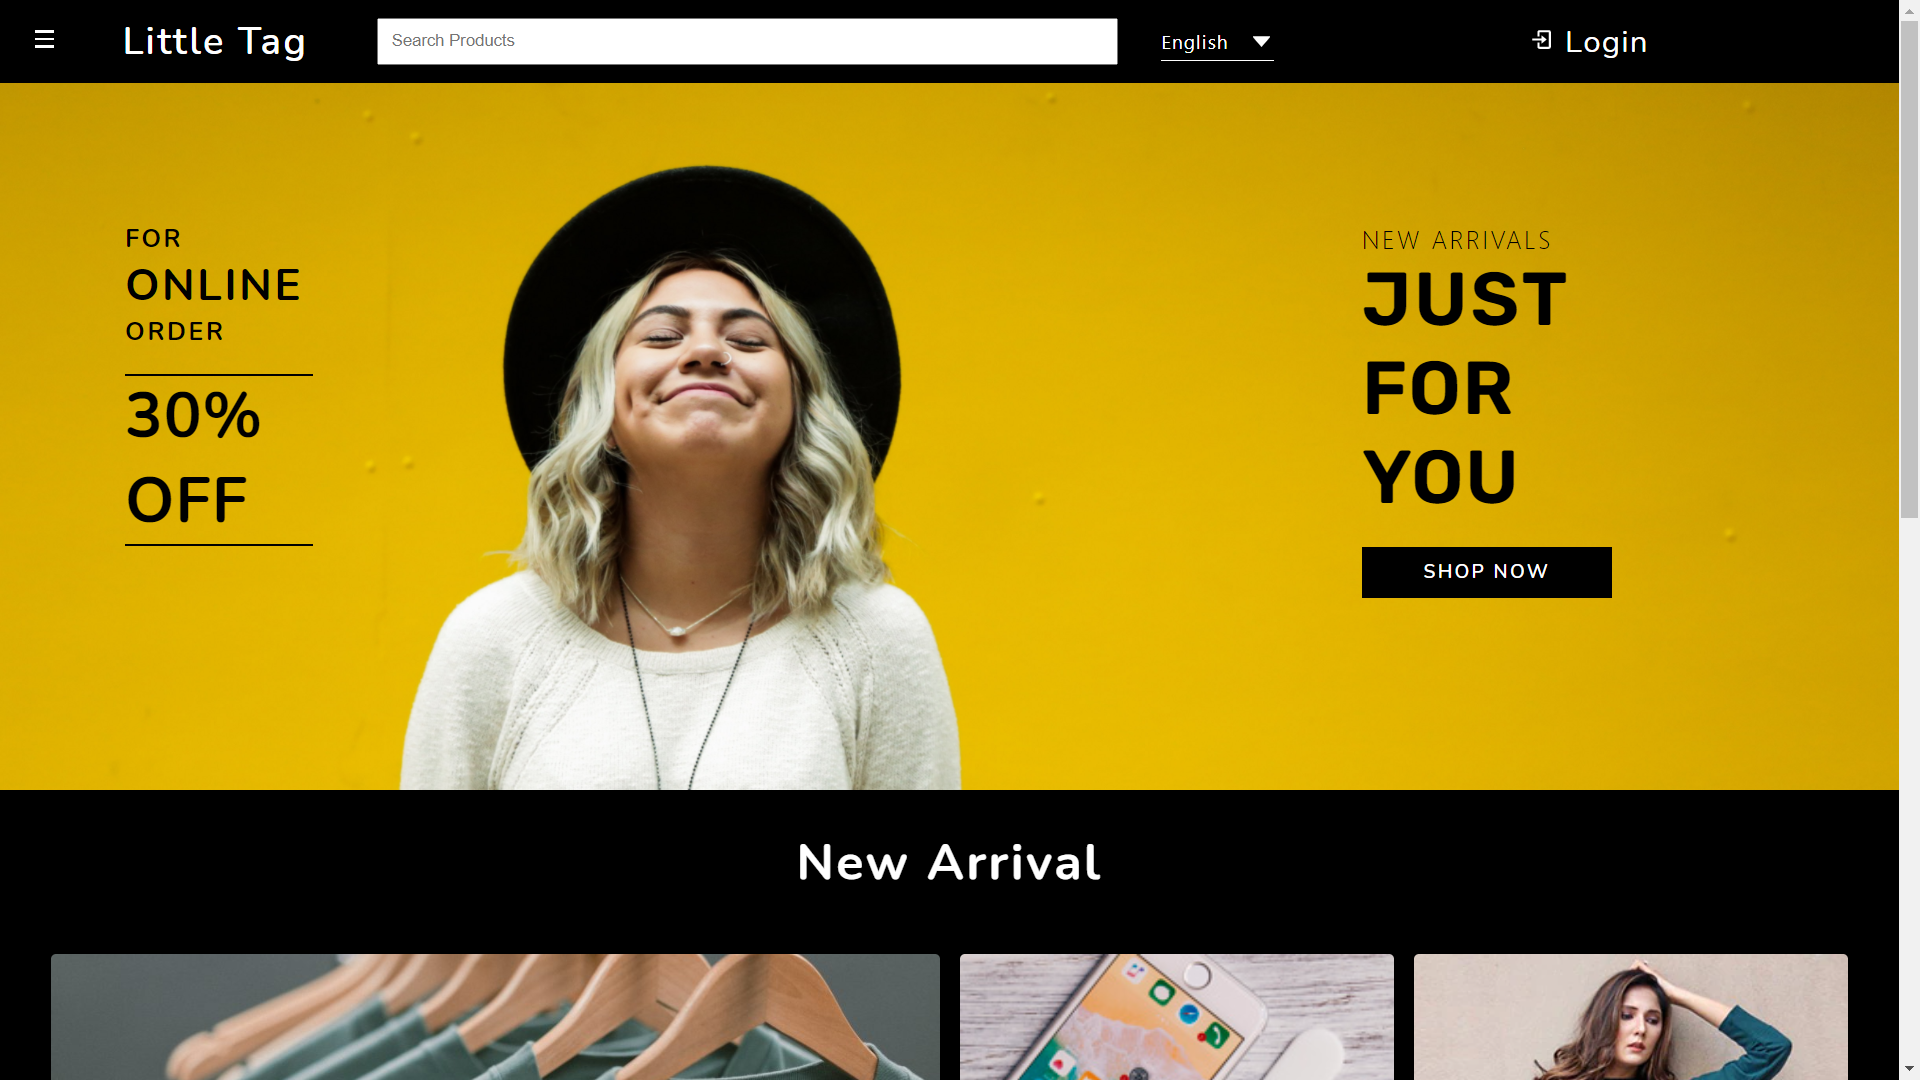 Little Tag
Search Products
English
Login
FOR
ONLINE
ORDER
30%
OFF
NEW ARRIVALS
JUST
FOR
YOU
SHOP NOW
New Arrival